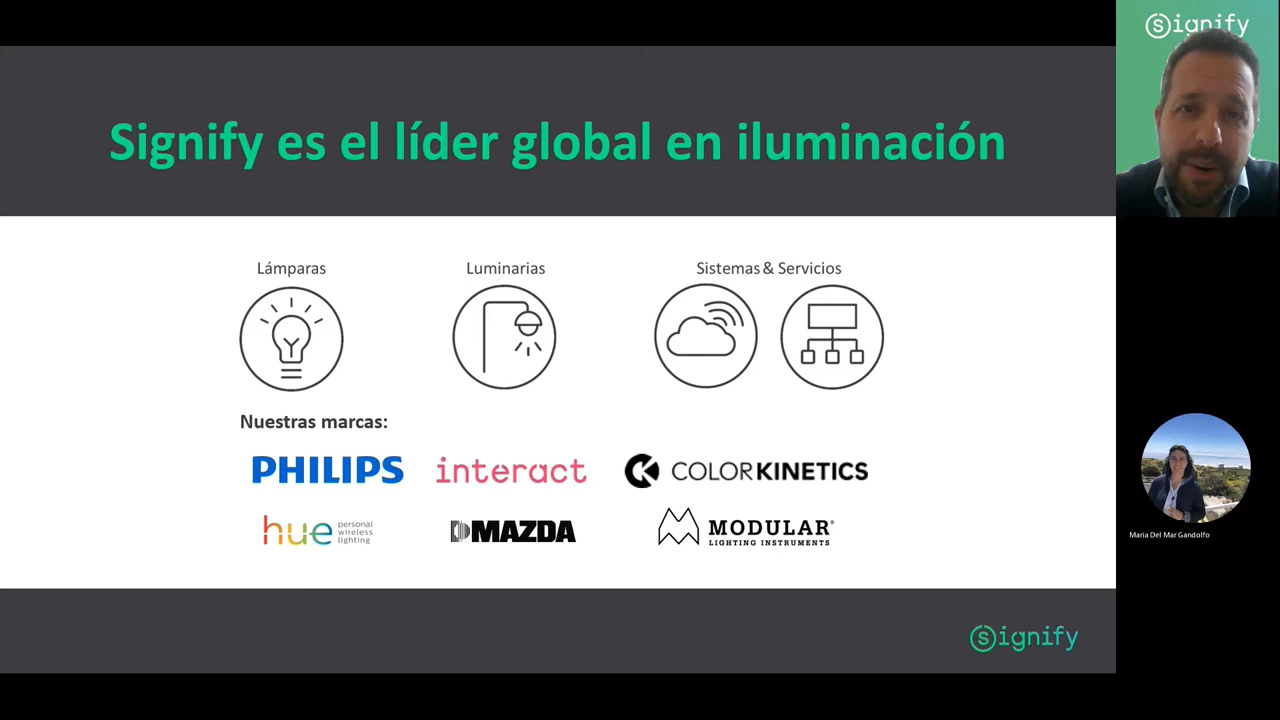 Signify es el líder global en iluminación
Lámparas
Luminarias
Sistemas & Servicios
Nuestras marcas:
PHILIPS
interact
CK COLORKINETICS
hue personal wireless lighting
MAZDA
MODULAR®
LIGHTING INSTRUMENTS
Signify
Signify
Maria Del Mar Gandolfo